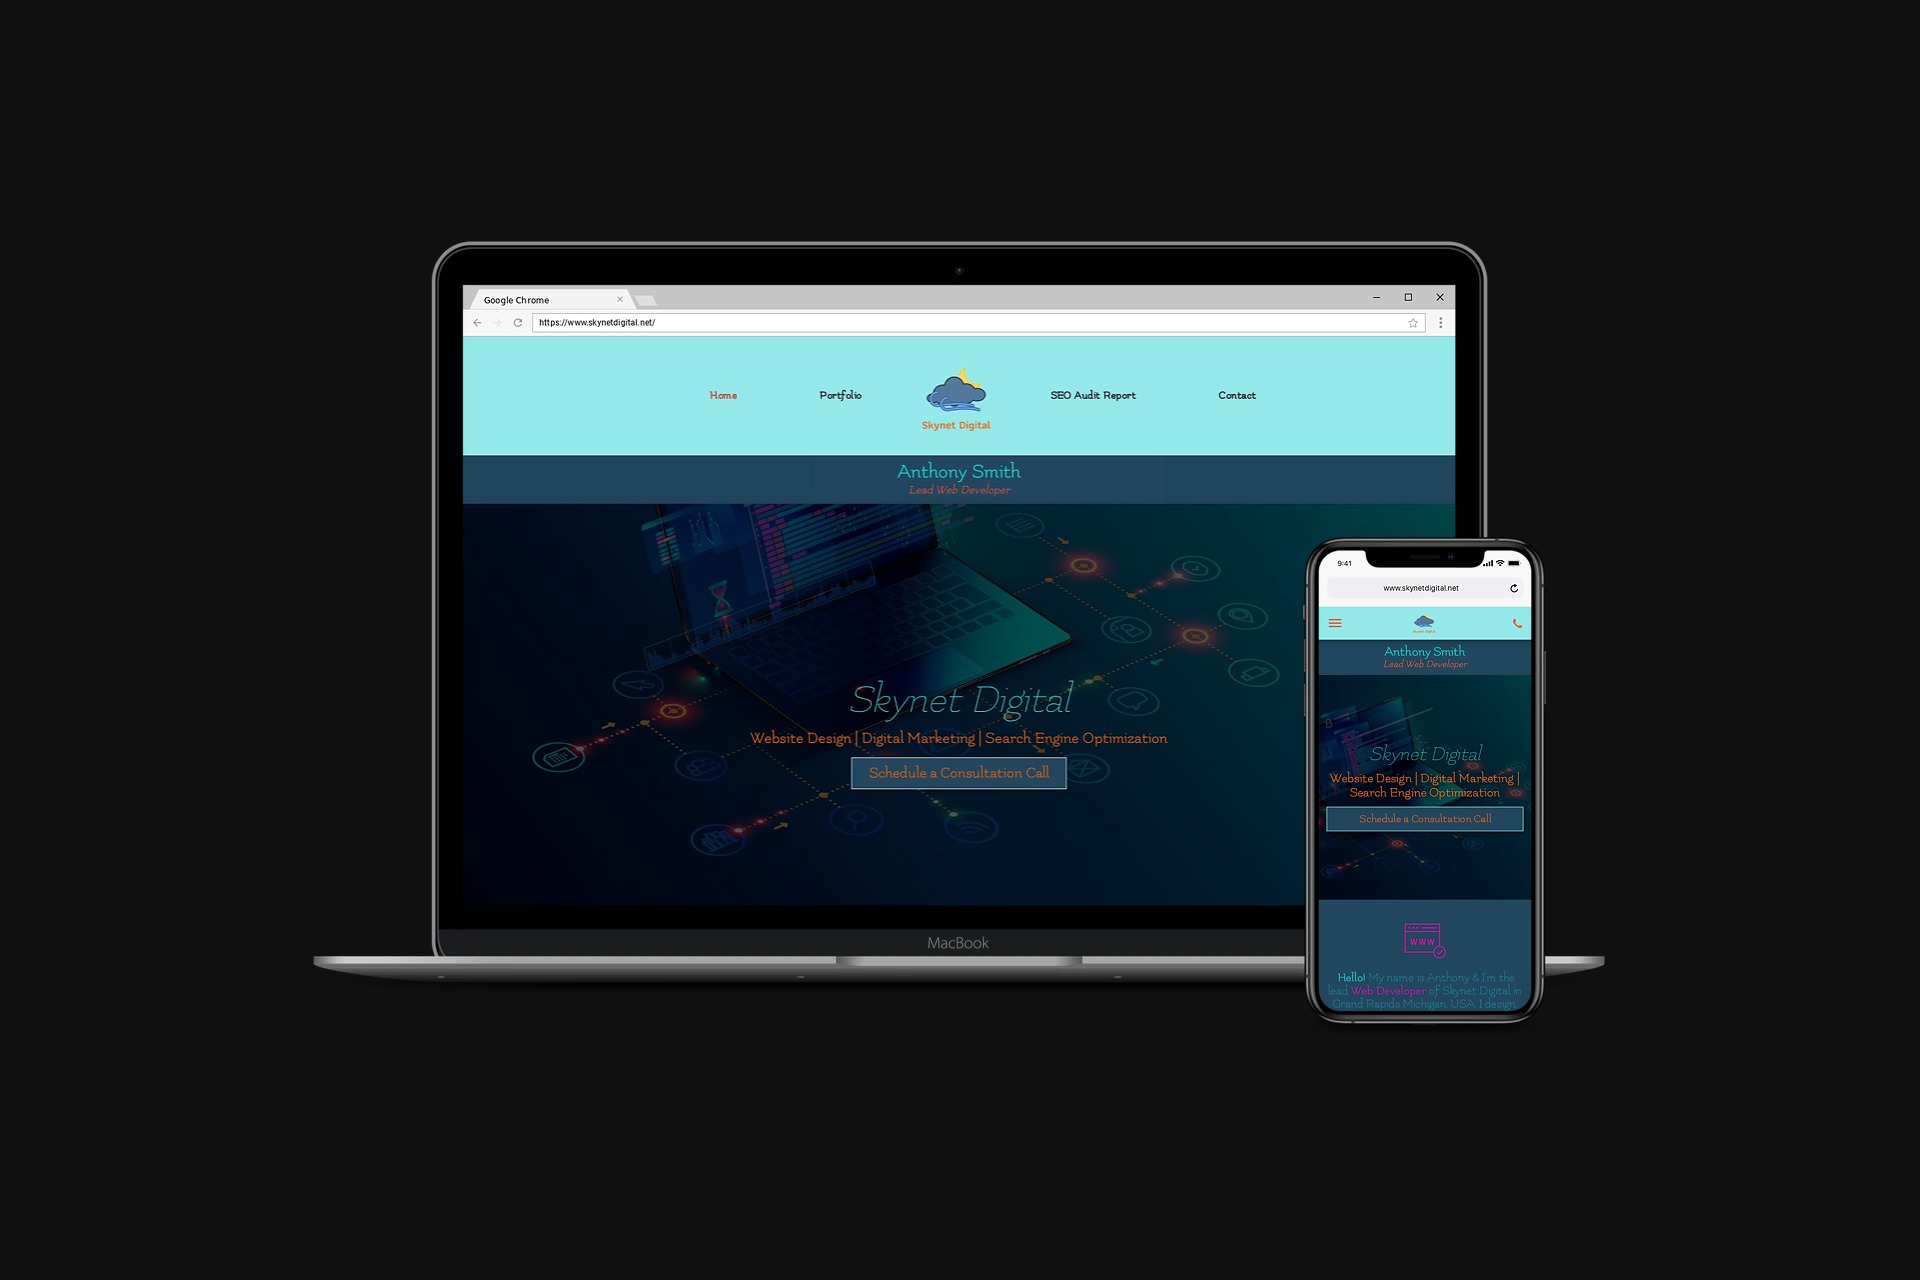 Google Chrome
https://www.skynetdigital.net/
Home
Portfolio
SEO Audit Report
Contact
Skynet Digital
Anthony Smith
Lead Web Developer
Skynet Digital
Website Design | Digital Marketing | Search Engine Optimization
Schedule a Consultation Call
MacBook
9:41
www.skynetdigital.net
Skynet Digital
Anthony Smith
Lead Web Developer
Skynet Digital
Website Design | Digital Marketing |
Search Engine Optimization
Schedule a Consultation Call
WWW
Hello! My name is Anthony & I'm the
lead Web Developer of Skynet Digital in
Grand Rapids Michigan, USA. I design,